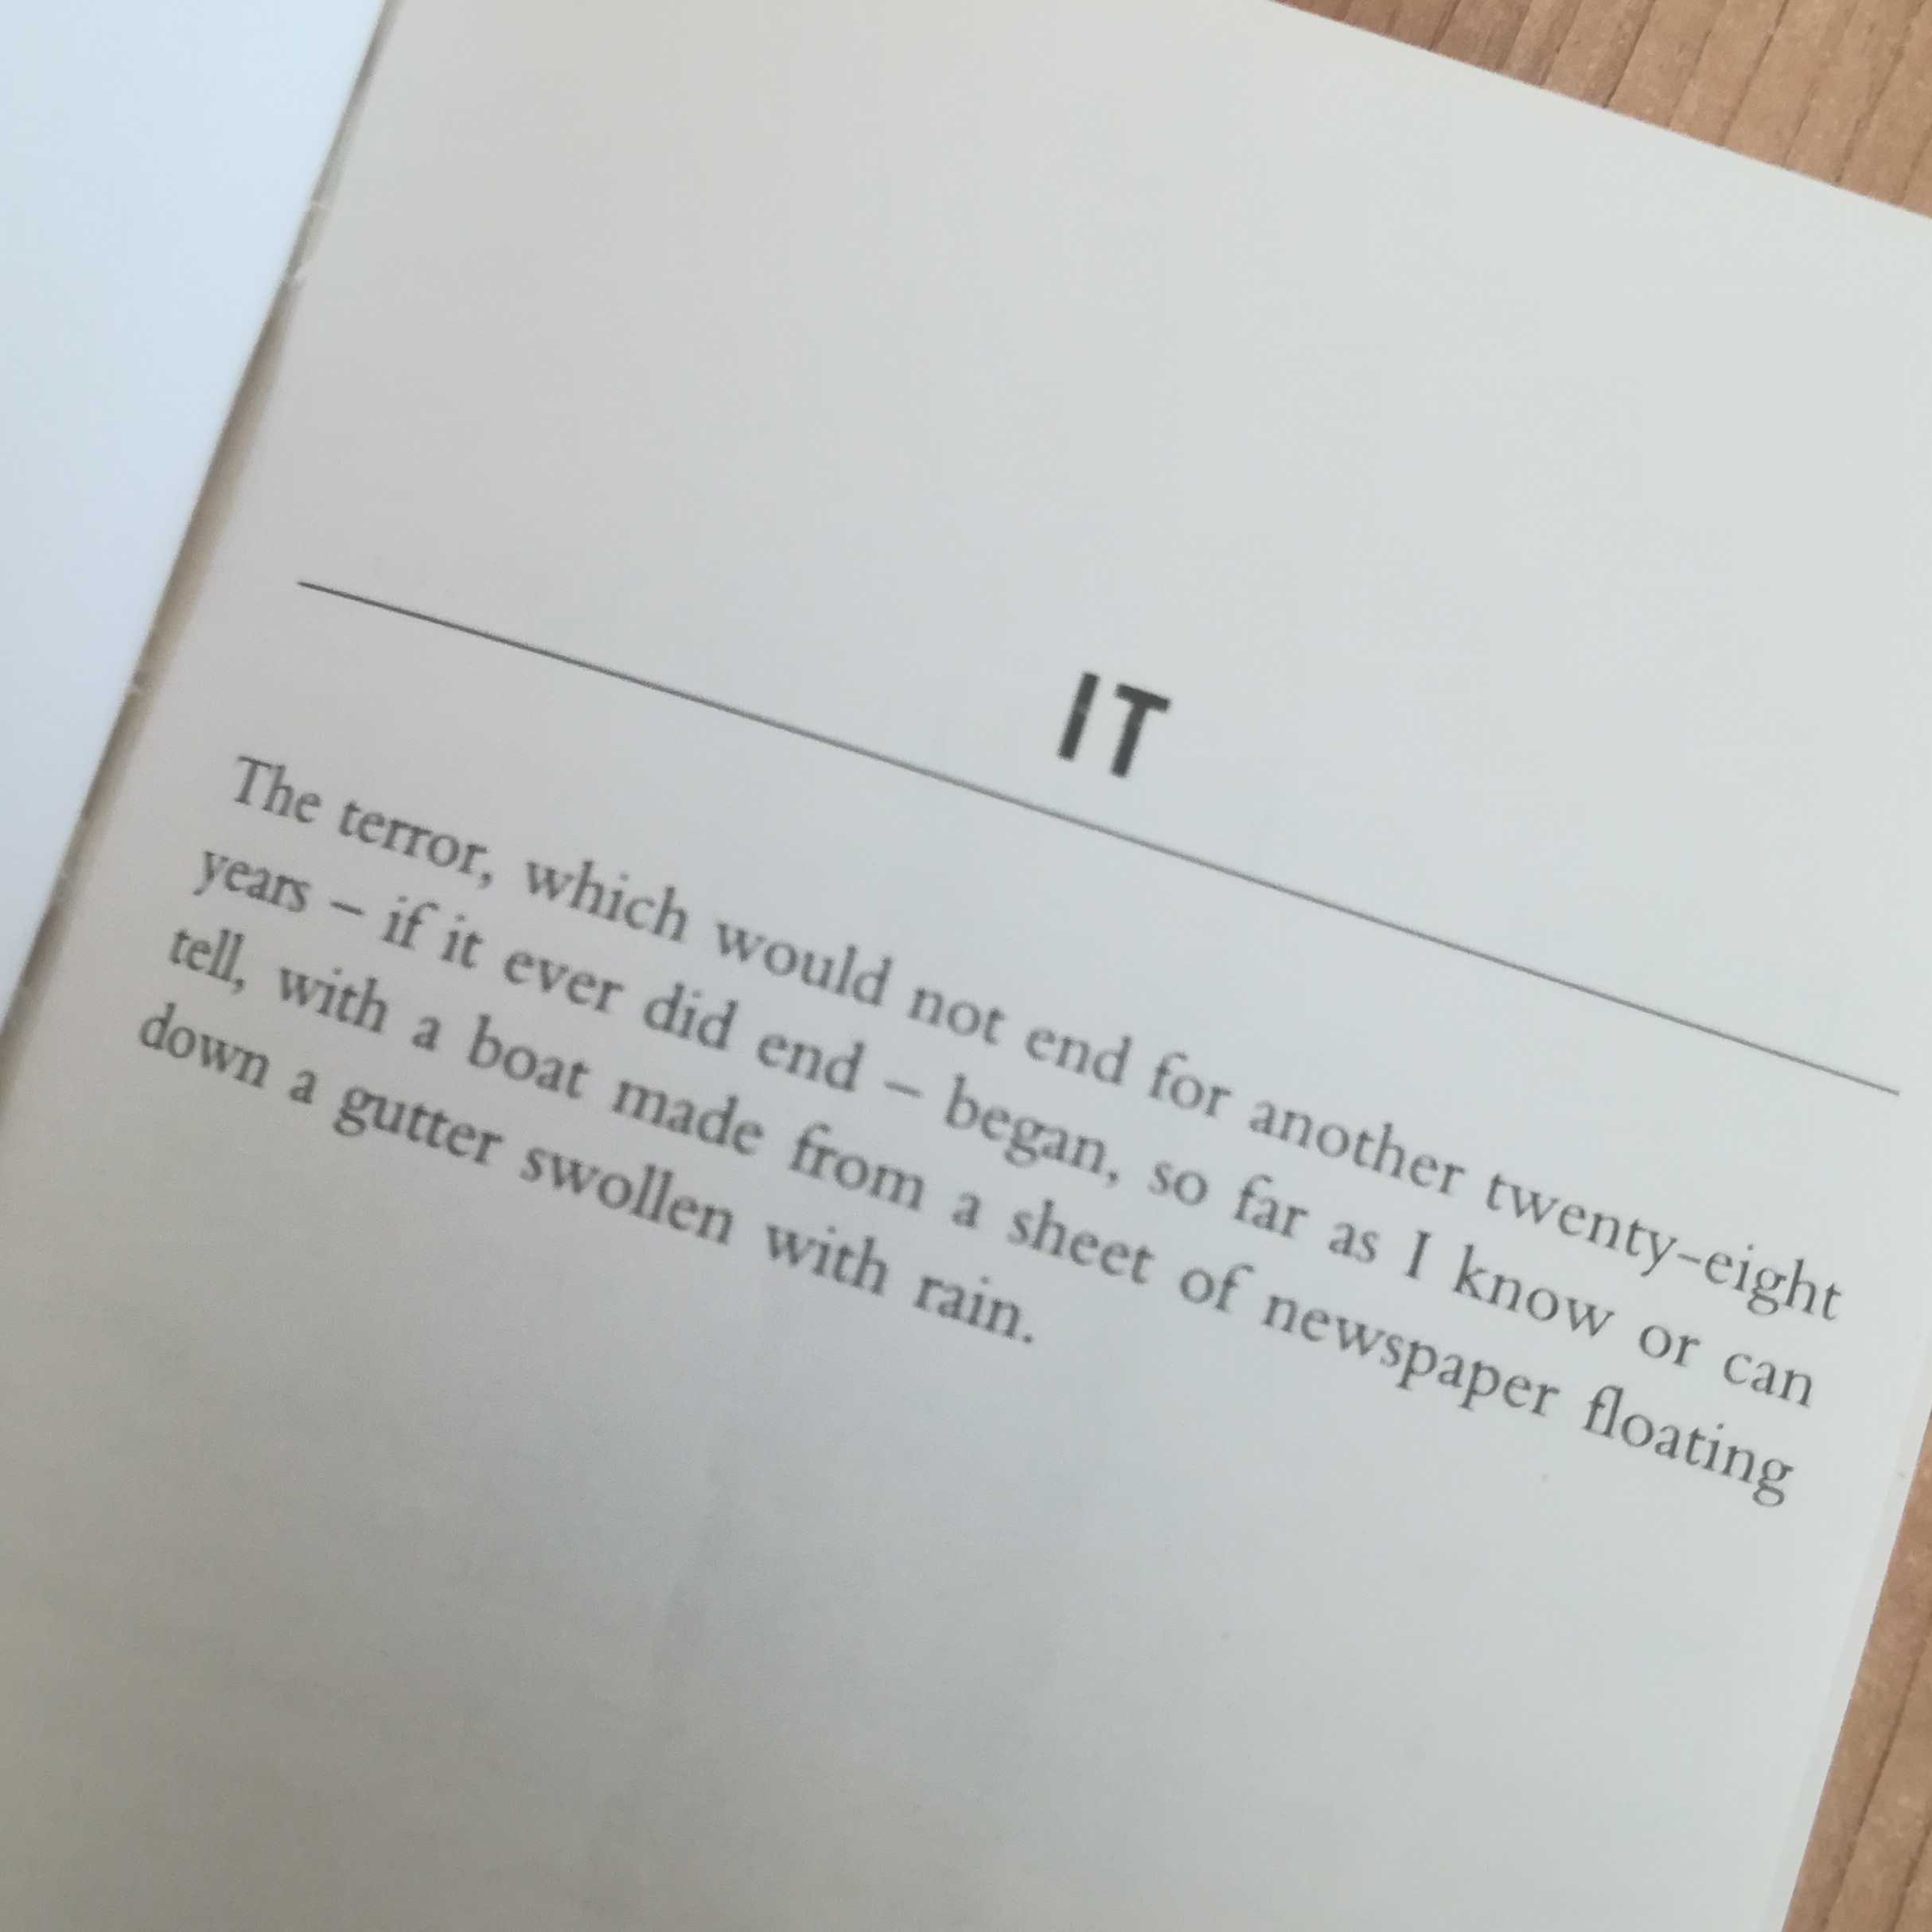 IT
The terror, which would not end for another twenty-eight
years – if it ever did end – began, so far as I know or can
tell, with a boat made from a sheet of newspaper floating
down a gutter swollen with rain.